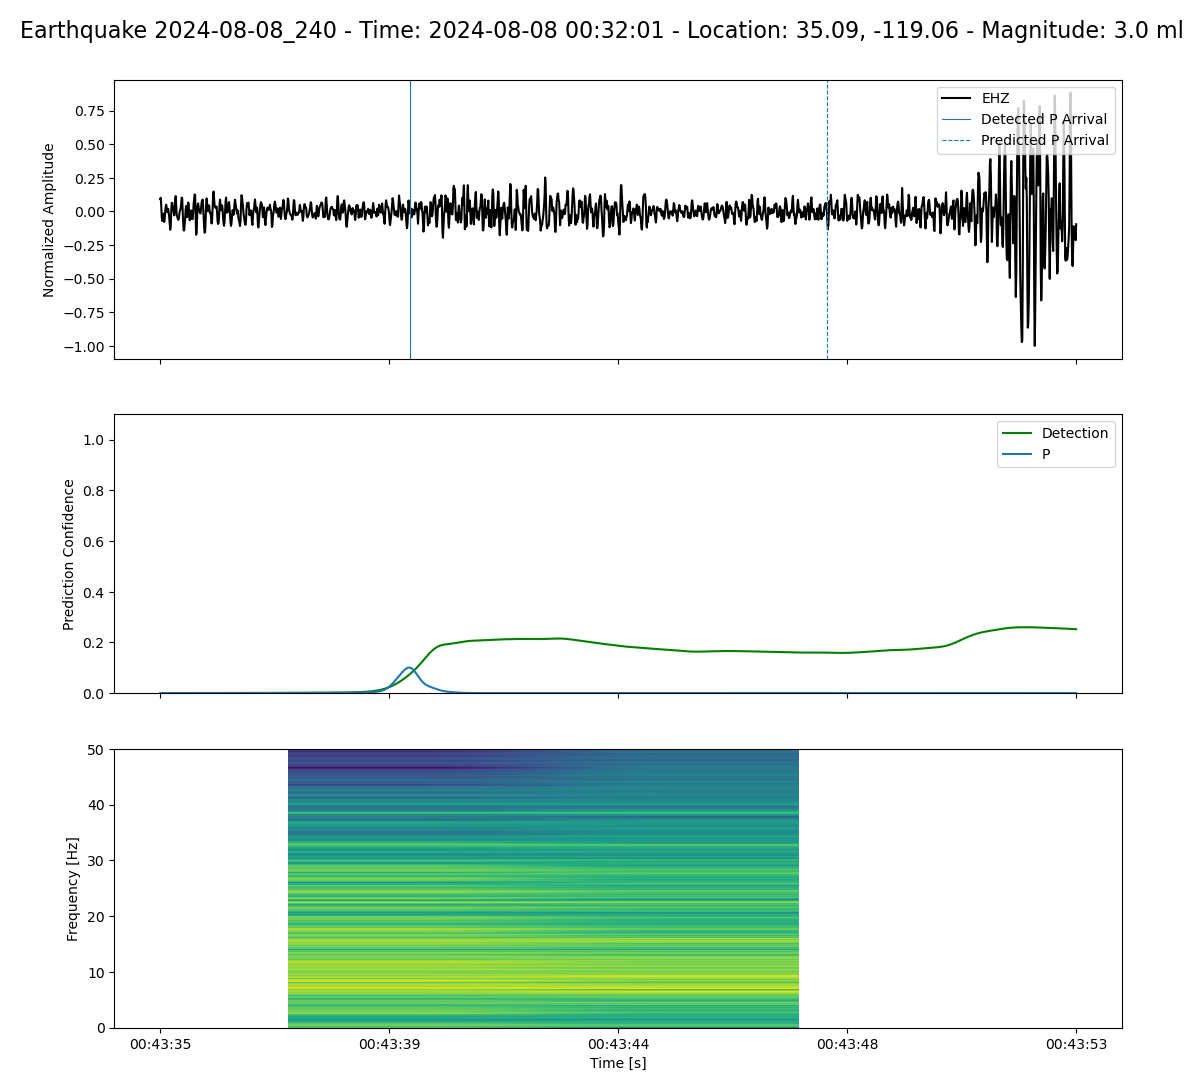 Earthquake 2024-08-08_240 - Time: 2024-08-08 00:32:01 - Location: 35.09, -119.06 - Magnitude: 3.0 ml
EHZ
Detected P Arrival
Predicted P Arrival
0.75
0.50
0.25
0.00
−0.25
−0.50
−0.75
−1.00
Normalized Amplitude
Detection
P
1.0
0.8
0.6
0.4
0.2
0.0
Prediction Confidence
50
40
30
20
10
0
Frequency [Hz]
00:43:35 00:43:39 00:43:44 00:43:48 00:43:53
Time [s]